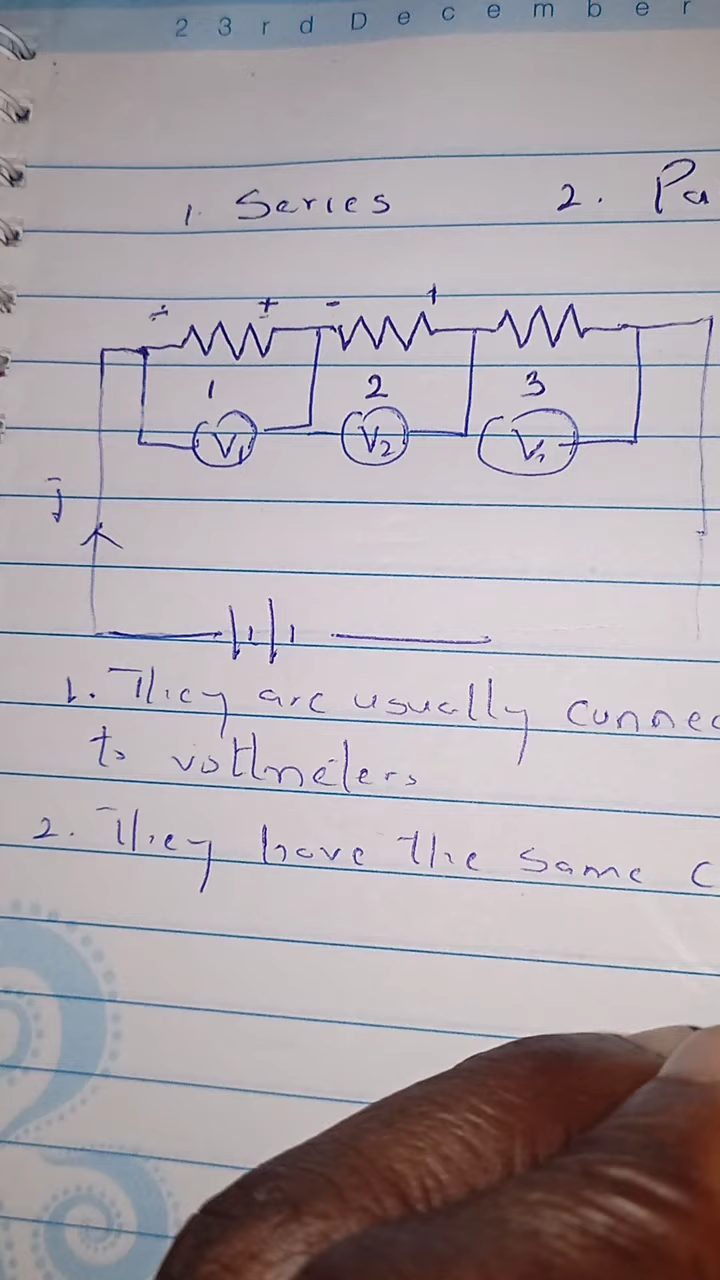 23rd December
1. Series 2. Pa
÷ + - +
1 2 3
V1 V2
1. They are usually connec
to voltmeters
2. They have the same c